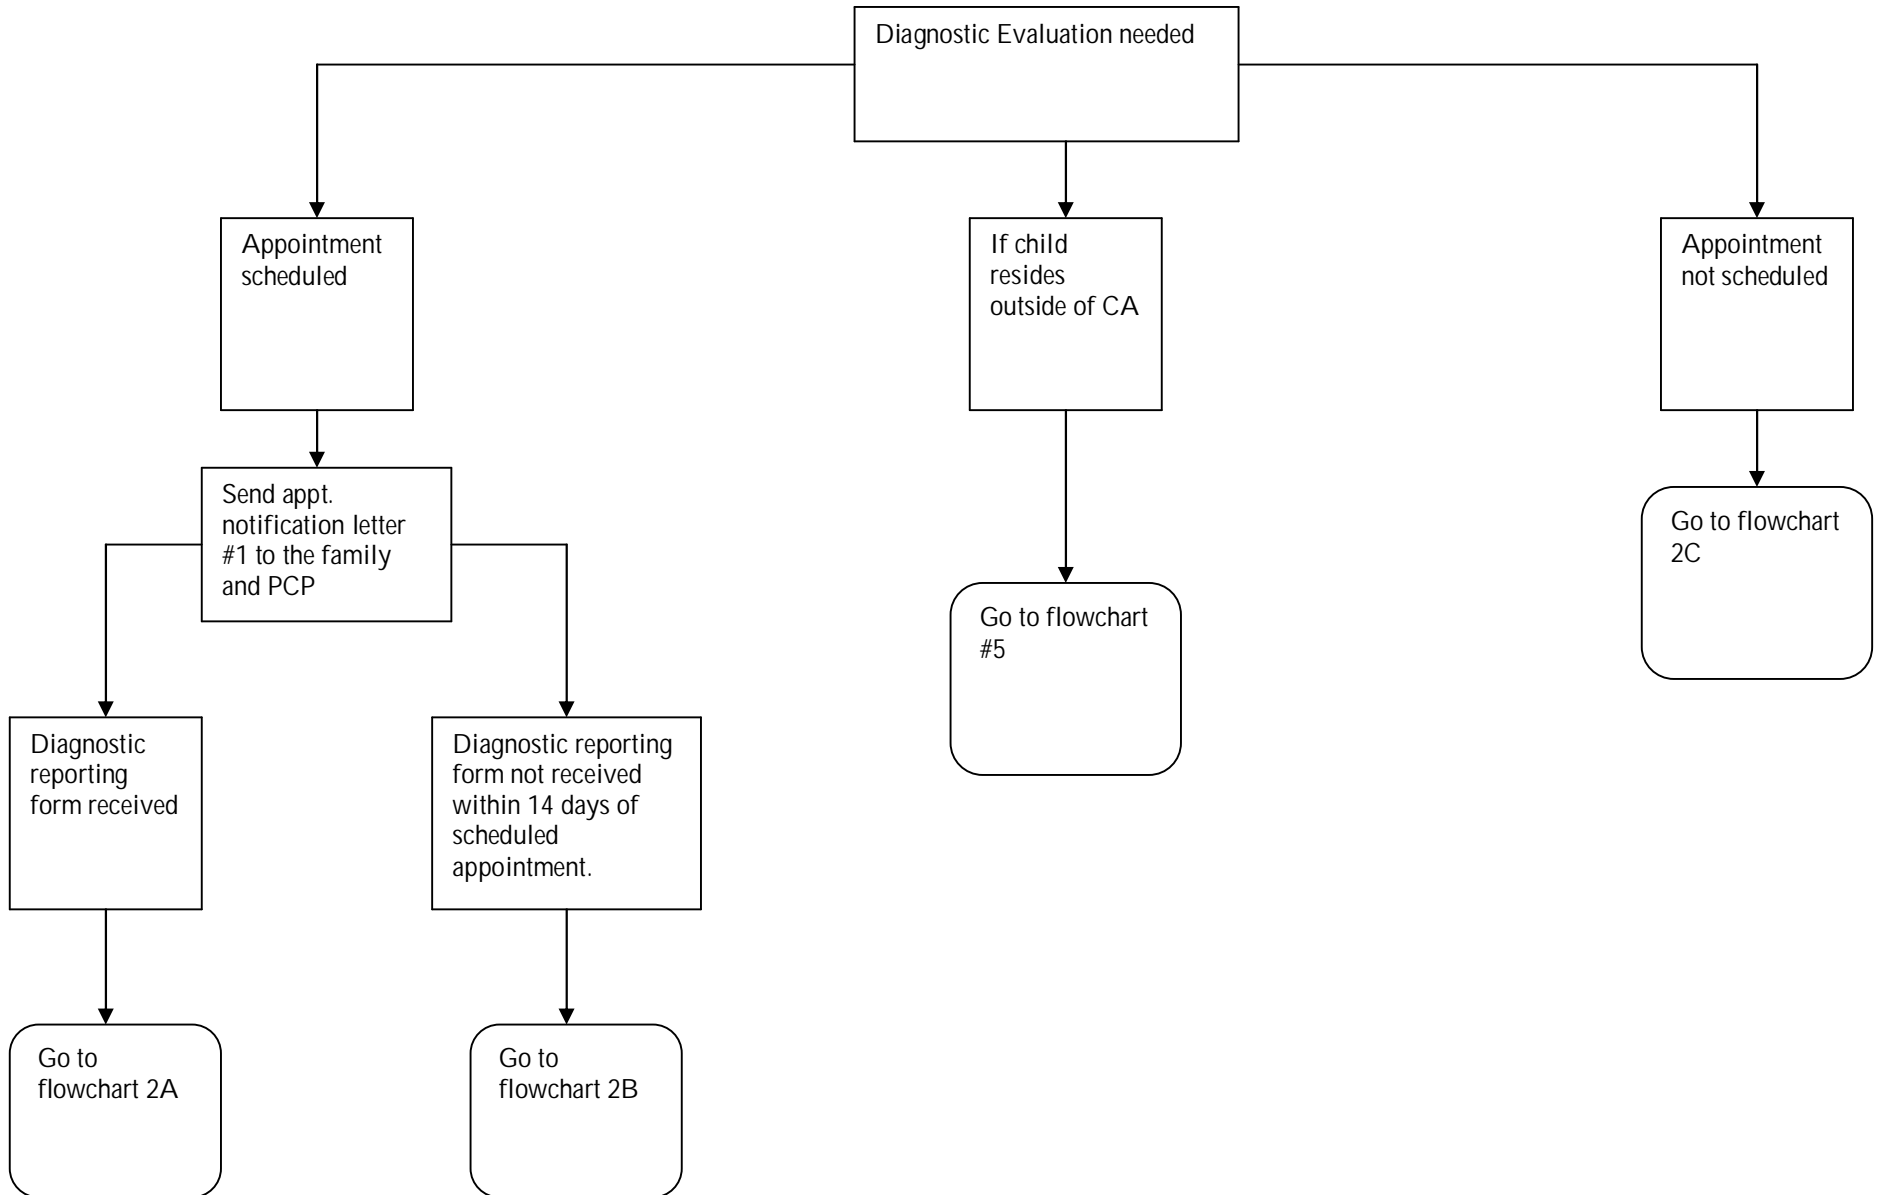 Diagnostic Evaluation needed
Appointment
scheduled
If child
resides
outside of CA
Appointment
not scheduled
Send appt.
notification letter
#1 to the family
and PCP
Go to flowchart
2C
Go to flowchart
#5
Diagnostic
reporting
form received
Diagnostic reporting
form not received
within 14 days of
scheduled
appointment.
Go to
flowchart 2A
Go to
flowchart 2B